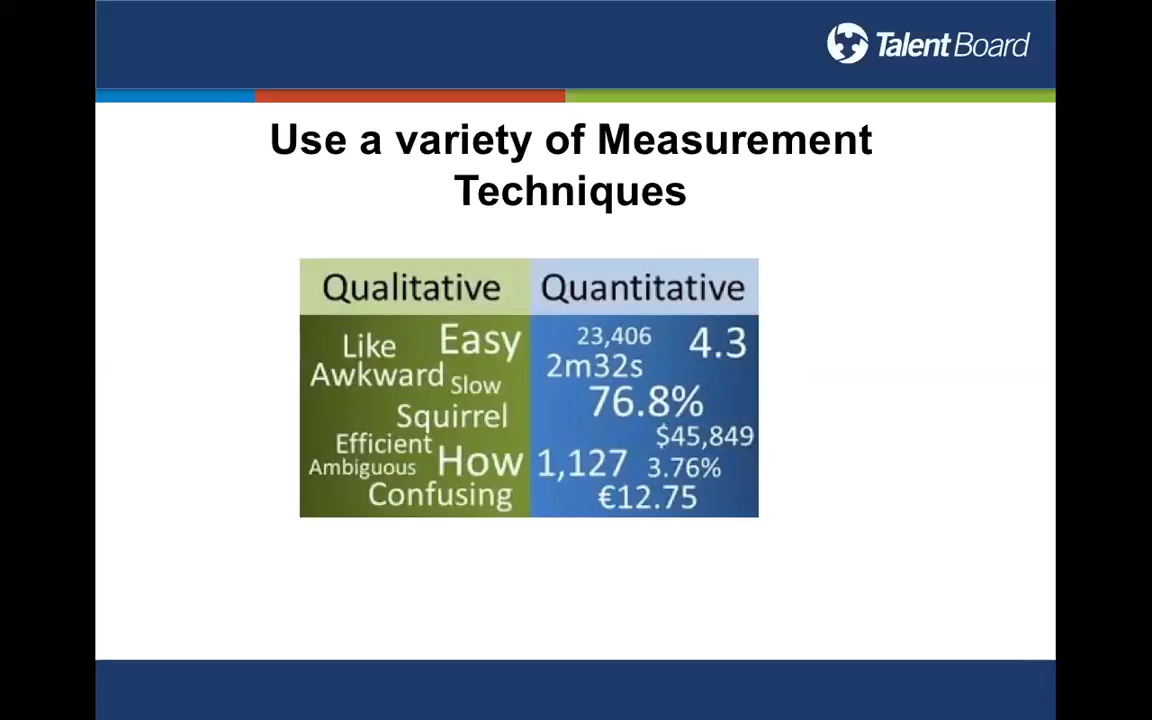 Talent Board
Use a variety of Measurement
Techniques
Qualitative
Like Easy
Awkward Slow
Squirrel
Efficient
Ambiguous How
Confusing
Quantitative
23,406 4.3
2m32s
76.8%
$45,849
1,127 3.76%
€12.75